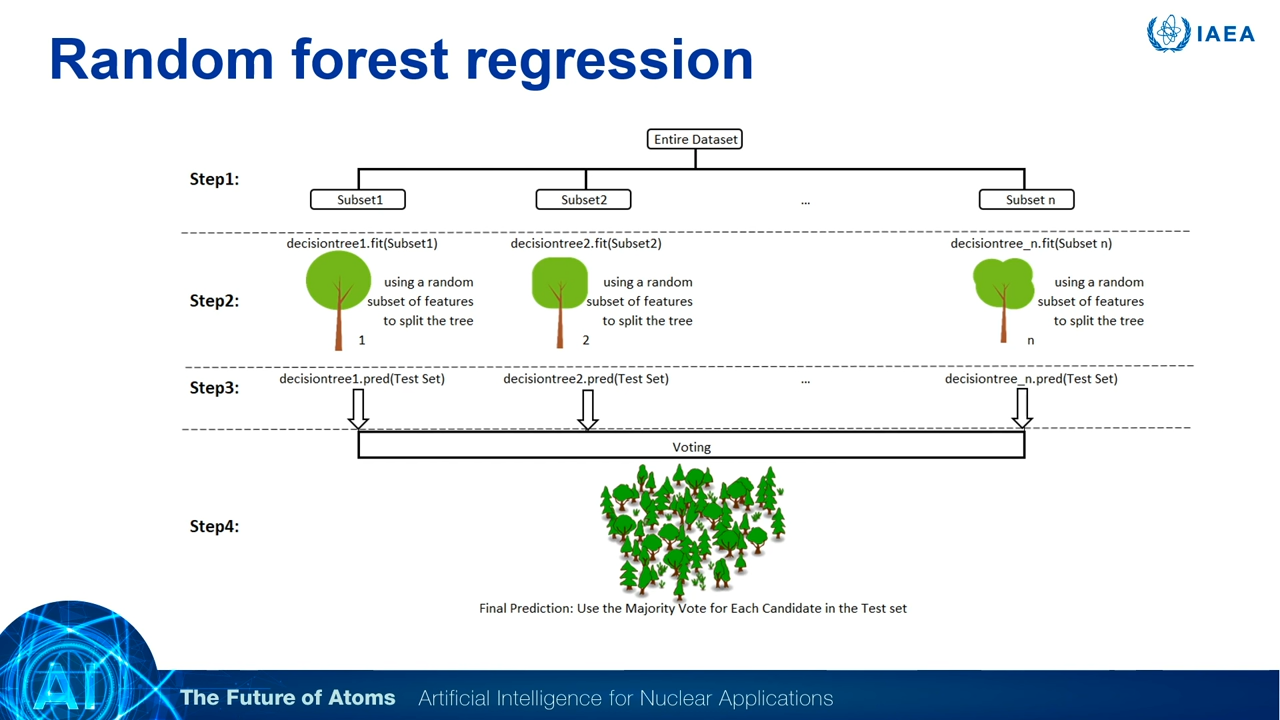 Random forest regression
IAEA
Entire Dataset
Step1:
Subset1
Subset2
...
Subset n
decisiontree1.fit(Subset1)
decisiontree2.fit(Subset2)
decisiontree_n.fit(Subset n)
Step2:
using a random
subset of features
to split the tree
1
using a random
subset of features
to split the tree
2
using a random
subset of features
to split the tree
n
Step3:
decisiontree1.pred(Test Set)
decisiontree2.pred(Test Set)
...
decisiontree_n.pred(Test Set)
Voting
Step4:
Final Prediction: Use the Majority Vote for Each Candidate in the Test set
AI
The Future of Atoms Artificial Intelligence for Nuclear Applications